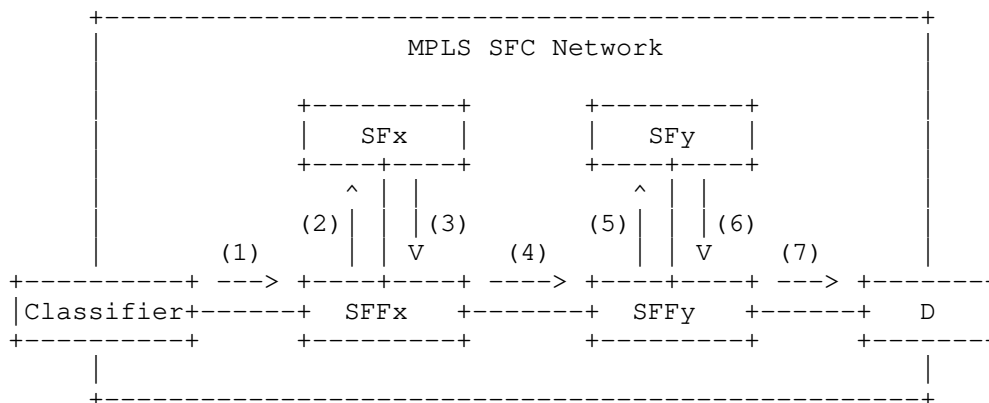 MPLS SFC Network
SFx SFy
(2) (3) (5) (6)
(1) (4) (7)
Classifier SFFx SFFy D